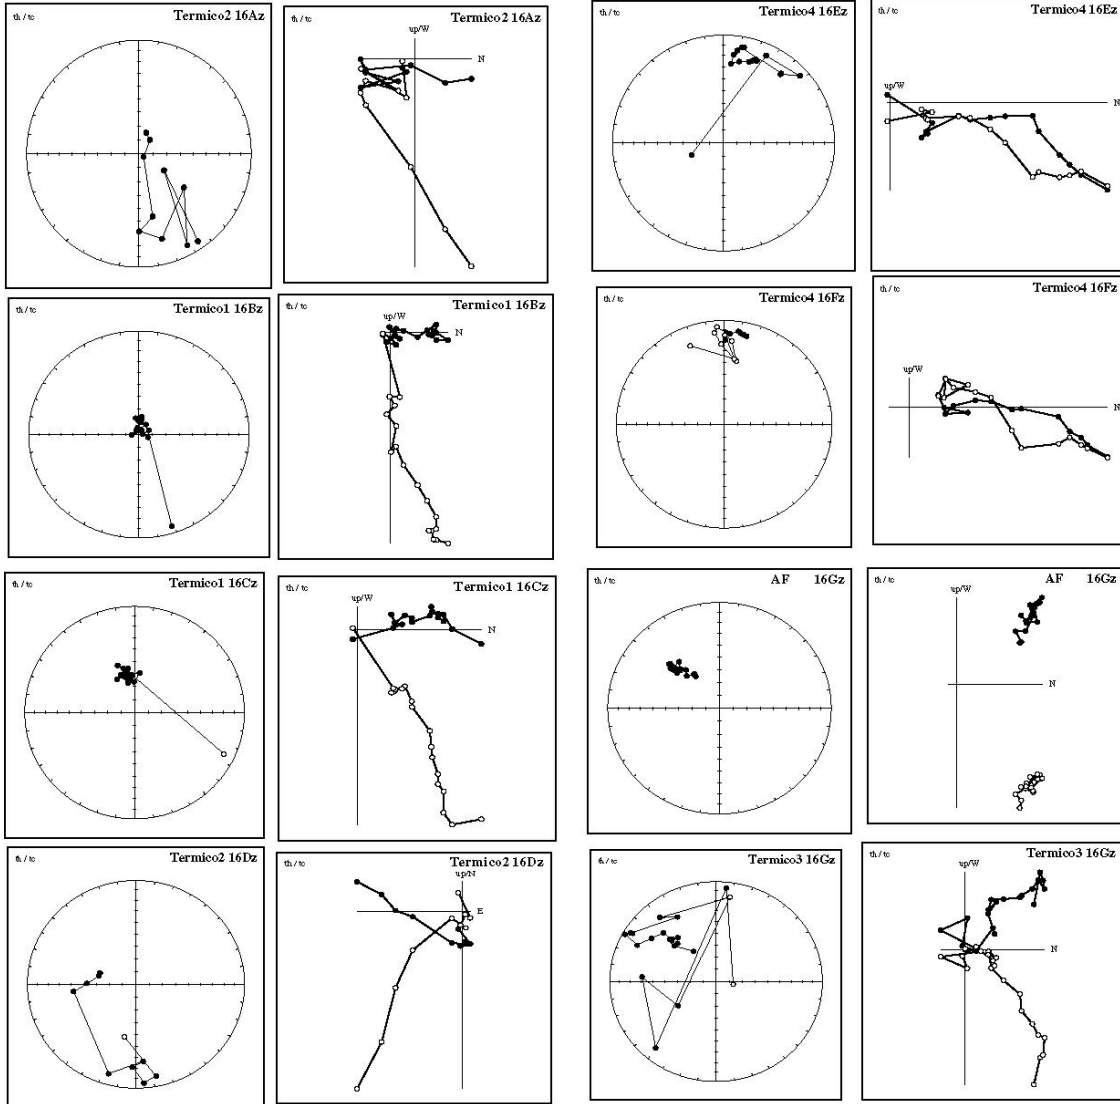 th / tc Termico2 16Az
th / tc Termico2 16Az
up/W
N
th / tc Termico4 16Ez
th / tc Termico4 16Ez
up/W
N
th / tc Termico1 16Bz
th / tc Termico1 16Bz
up/W
N
th / tc Termico4 16Fz
th / tc Termico4 16Fz
up/W
N
th / tc Termico1 16Cz
th / tc Termico1 16Cz
up/W
N
th / tc AF 16Gz
th / tc AF 16Gz
up/W
N
th / tc Termico2 16Dz
th / tc Termico2 16Dz
up/N
E
th / tc Termico3 16Gz
th / tc Termico3 16Gz
up/W
N